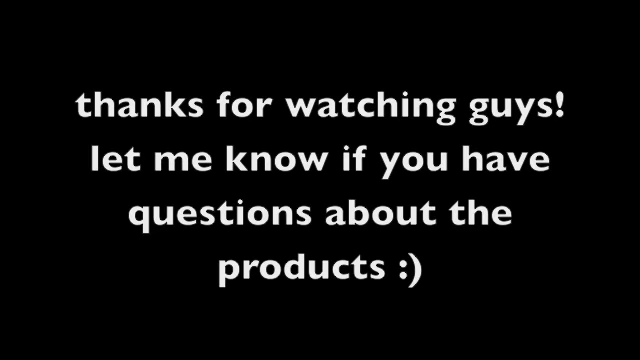 thanks for watching guys!
let me know if you have
questions about the
products :)